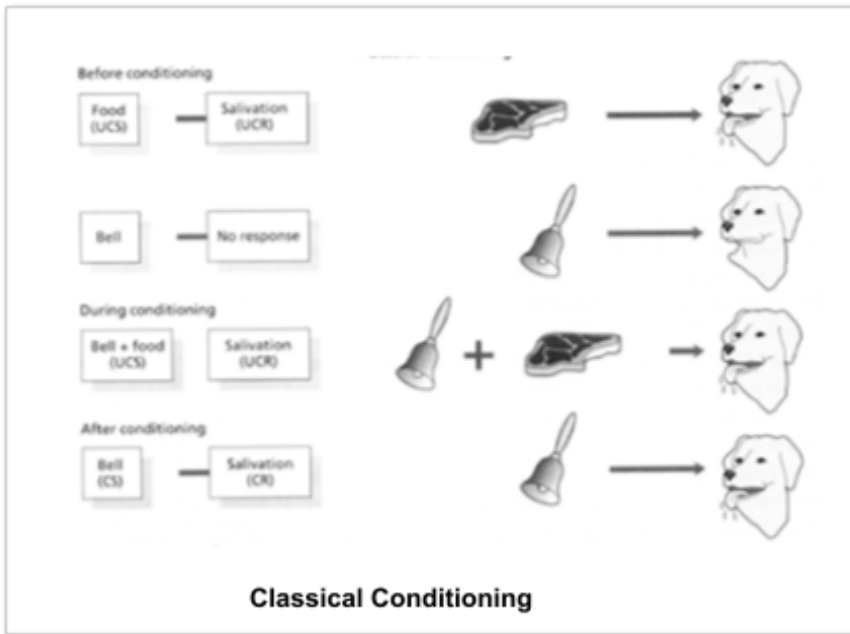 Before conditioning
Food
(UCS)
Salvation
(UCR)
Bell
No response
During conditioning
Bell + food
(UCS)
Salivation
(UCR)
+
After conditioning
Bell
(CS)
Salivation
(CR)
Classical Conditioning